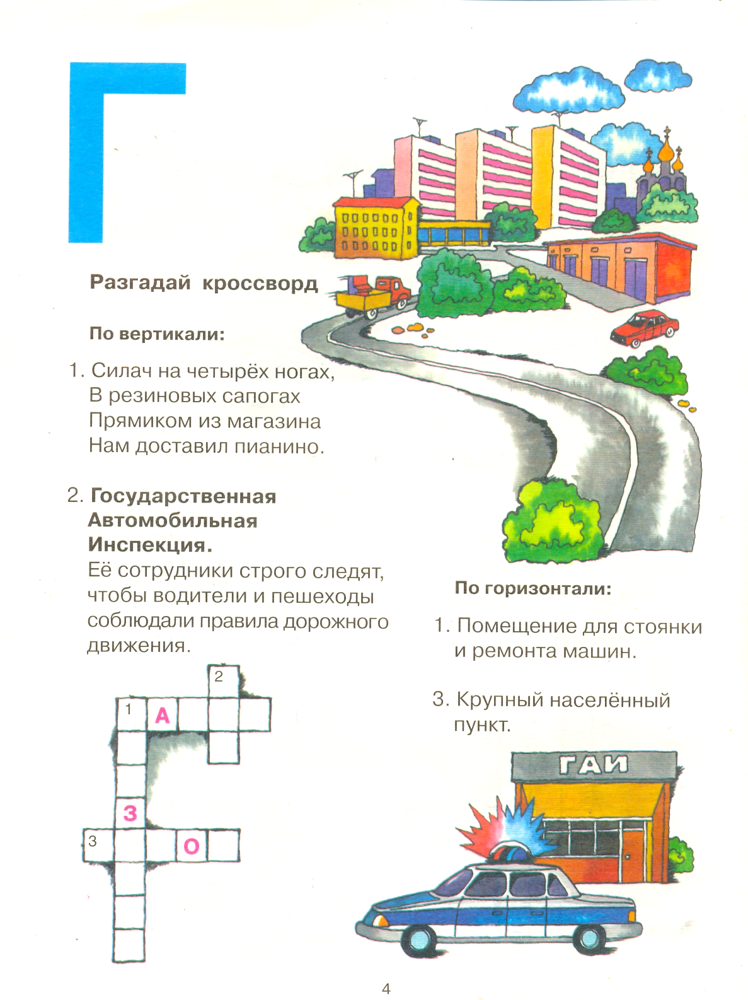 Г
Разгадай кроссворд
По вертикали:
1. Силач на четырёх ногах,
В резиновых сапогах
Прямиком из магазина
Нам доставил пианино.
2. Государственная
Автомобильная
Инспекция.
Её сотрудники строго следят,
чтобы водители и пешеходы
соблюдали правила дорожного
движения.
По горизонтали:
1. Помещение для стоянки
и ремонта машин.
3. Крупный населённый
пункт.
2
1 А
З
3 О
ГАИ
4